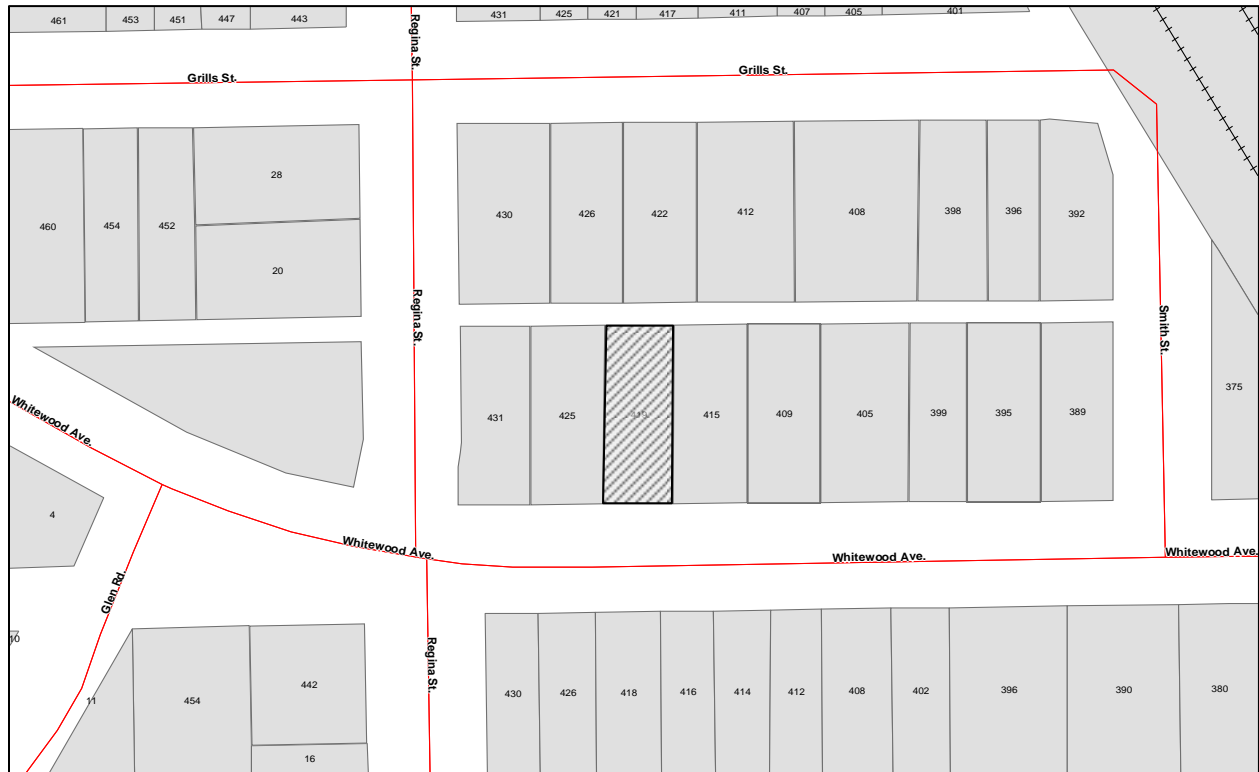 461 453 451 447 443 431 425 421 417 411 407 405 401
Regina St.
Grills St. Grills St.
28
460 454 452 430 426 422 412 408 398 396 392
20
Regina St.
Smith St.
431 425 415 409 405 399 395 389 375
Whitewood Ave.
4
Whitewood Ave. Whitewood Ave. Whitewood Ave.
Glen Rd.
10
Regina St.
11 454 442 430 426 418 416 414 412 408 402 396 390 380
16